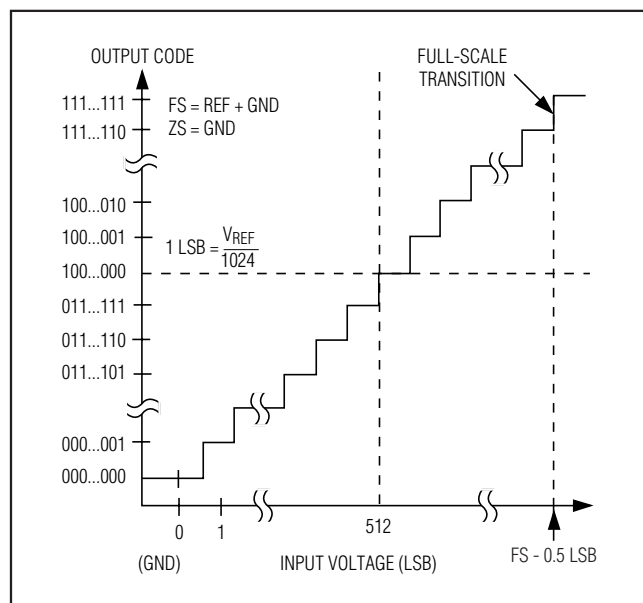 OUTPUT CODE
FULL-SCALE
TRANSITION
111...111
FS = REF + GND
111...110
ZS = GND
100...010
100...001
1 LSB = VREF
1024
100...000
011...111
011...110
011...101
000...001
000...000
0
1
512
(GND)
INPUT VOLTAGE (LSB)
FS - 0.5 LSB